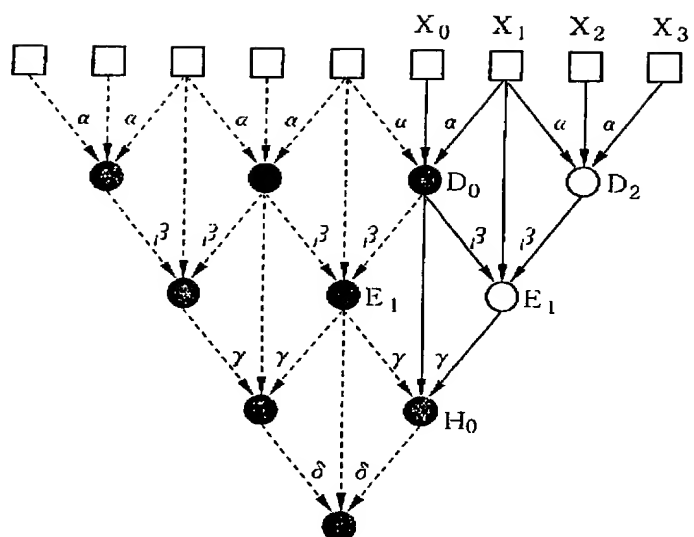 X₀ X₁ X₂ X₃
α α α α α α α α
D₀ D₂
β β β β β β
E₁ E₁
γ γ γ γ
H₀
δ δ